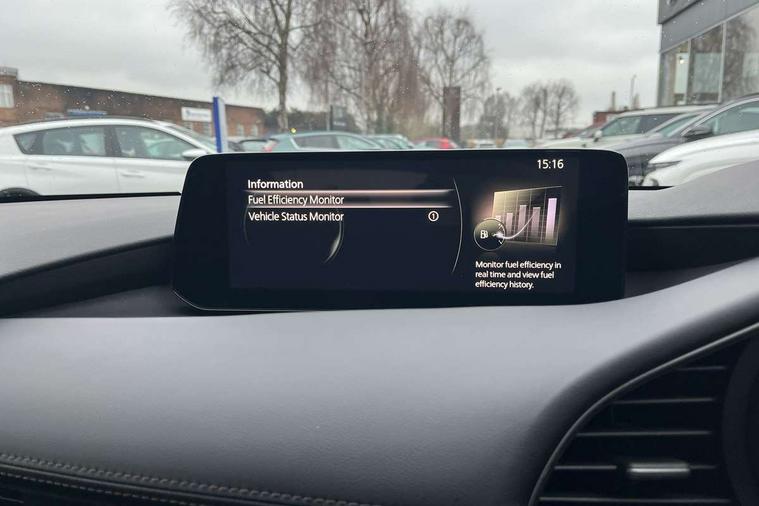 15:16
Information
Fuel Efficiency Monitor
Vehicle Status Monitor ①
Monitor fuel efficiency in
real time and view fuel
efficiency history.